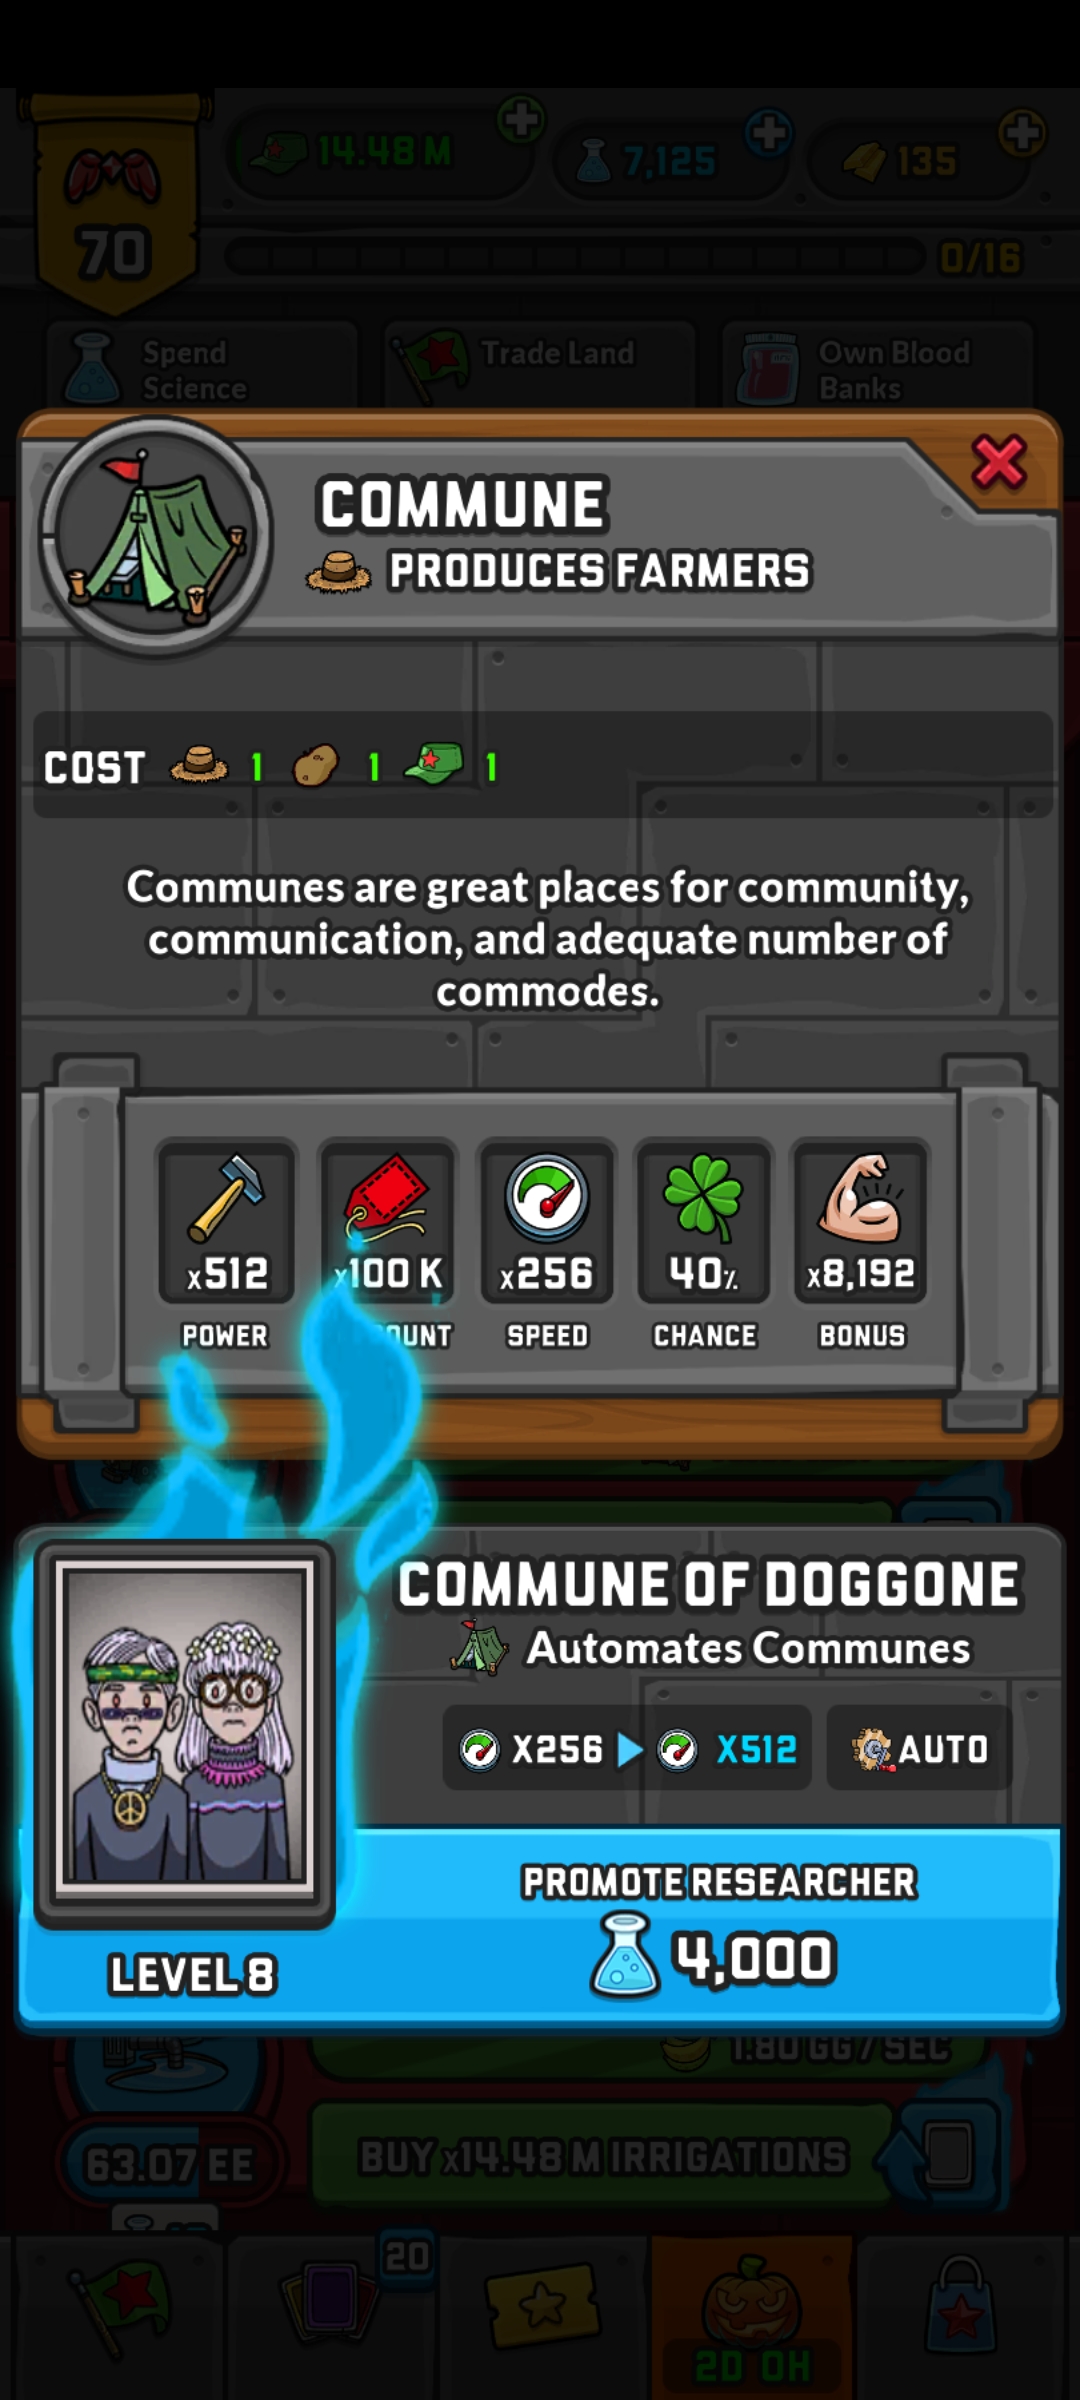 14.48 M
7,125
135
70
0/16
Spend
Science
Trade Land
Own Blood
Banks
COMMUNE
PRODUCES FARMERS
COST 1 1 1
Communes are great places for community,
communication, and adequate number of
commodes.
x512
x100 K
x256
40%
x8,192
POWER
SPEED
CHANCE
BONUS
COMMUNE OF DOGGONE
Automates Communes
X256
X512
AUTO
PROMOTE RESEARCHER
4,000
LEVEL 8
1.80 GG / SEC
63.07 EE
BUY x14.48 M IRRIGATIONS
20
2D 0H